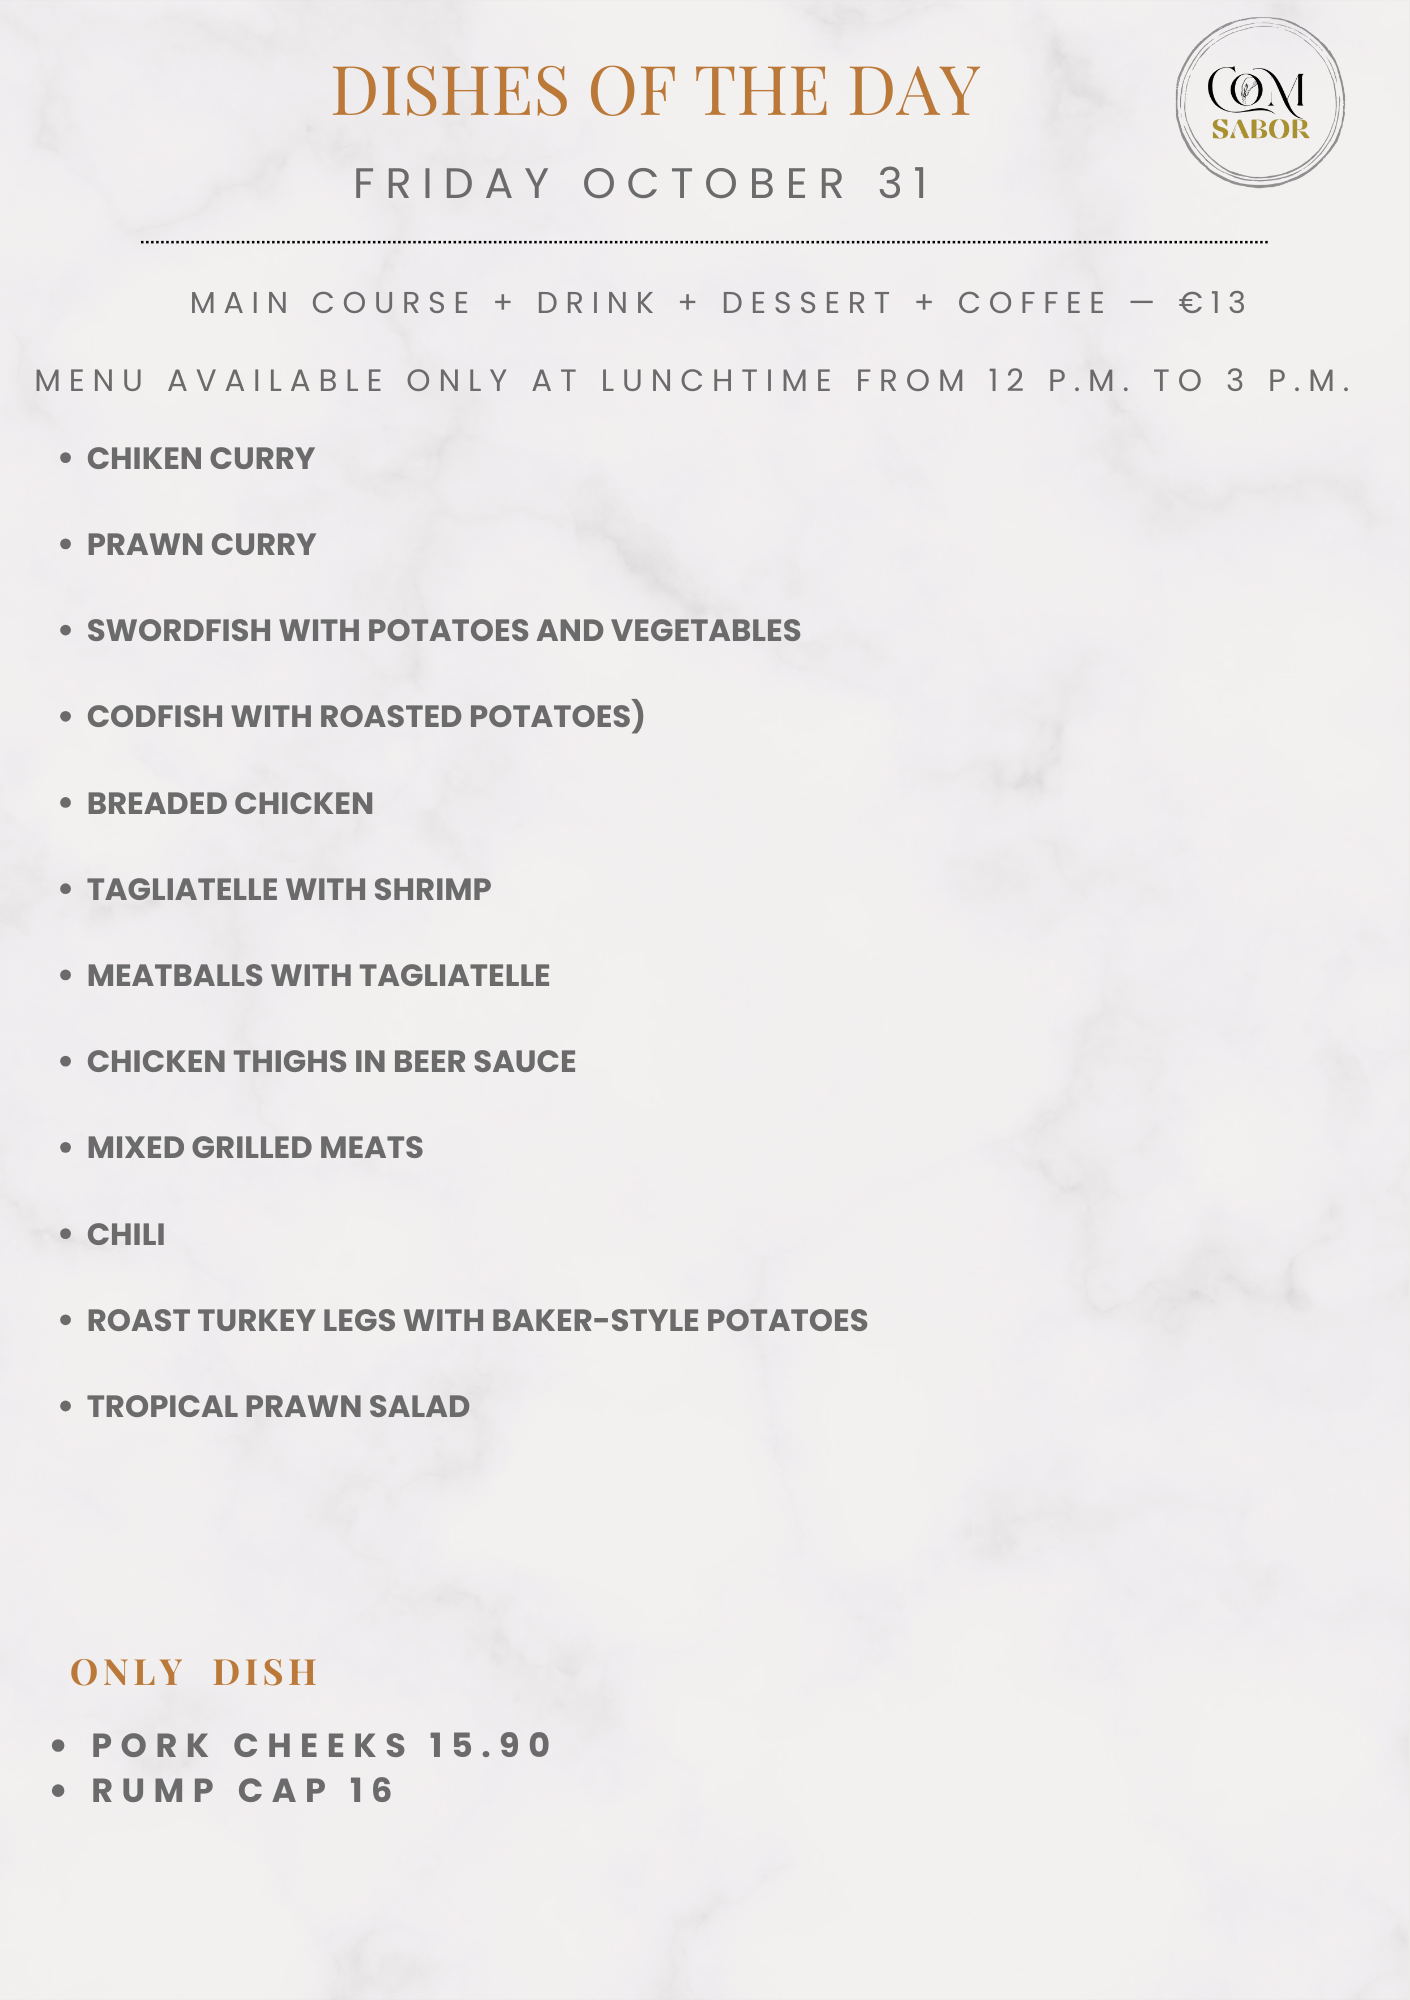 DISHES OF THE DAY
COM
SABOR
FRIDAY OCTOBER 31
MAIN COURSE + DRINK + DESSERT + COFFEE — €13
MENU AVAILABLE ONLY AT LUNCHTIME FROM 12 P.M. TO 3 P.M.
• CHIKEN CURRY
• PRAWN CURRY
• SWORDFISH WITH POTATOES AND VEGETABLES
• CODFISH WITH ROASTED POTATOES)
• BREADED CHICKEN
• TAGLIATELLE WITH SHRIMP
• MEATBALLS WITH TAGLIATELLE
• CHICKEN THIGHS IN BEER SAUCE
• MIXED GRILLED MEATS
• CHILI
• ROAST TURKEY LEGS WITH BAKER-STYLE POTATOES
• TROPICAL PRAWN SALAD
ONLY DISH
• PORK CHEEKS 15.90
• RUMP CAP 16